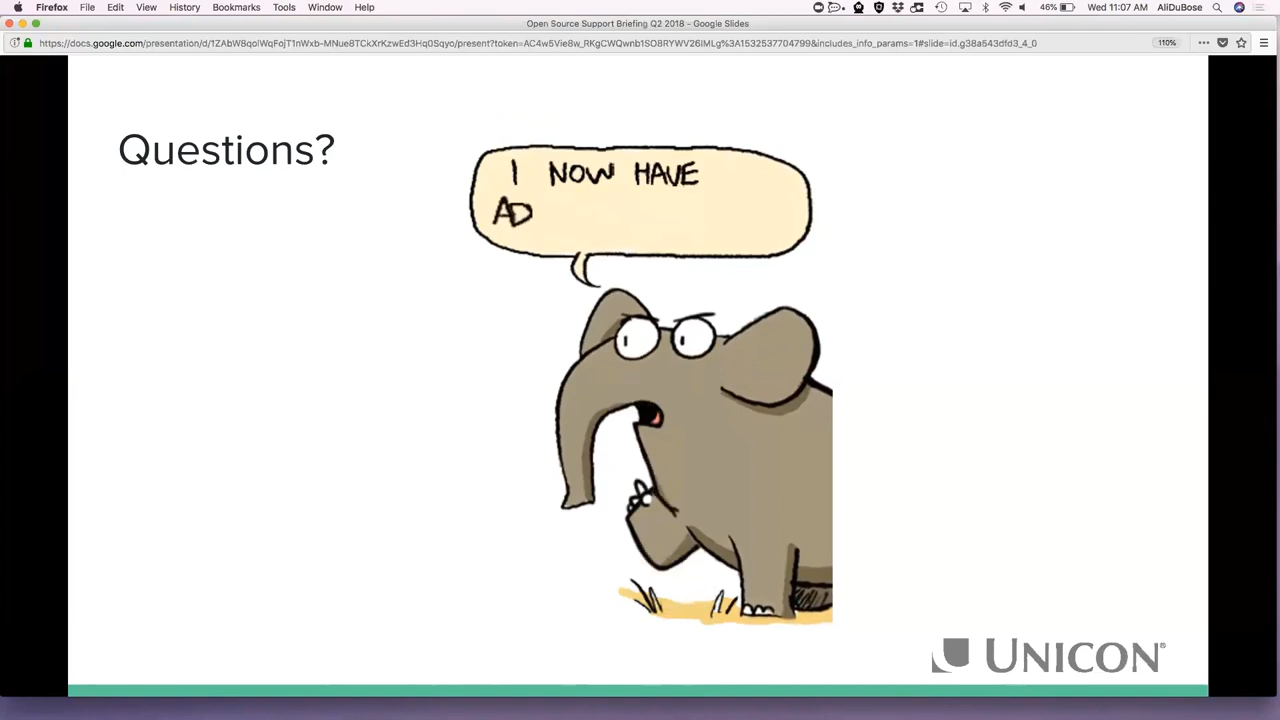 Firefox File Edit View History Bookmarks Tools Window Help 46% Wed 11:07 AM AliDuBose
Open Source Support Briefing Q2 2018 - Google Slides
110%
Questions?
I NOW HAVE
AD
UNICON®